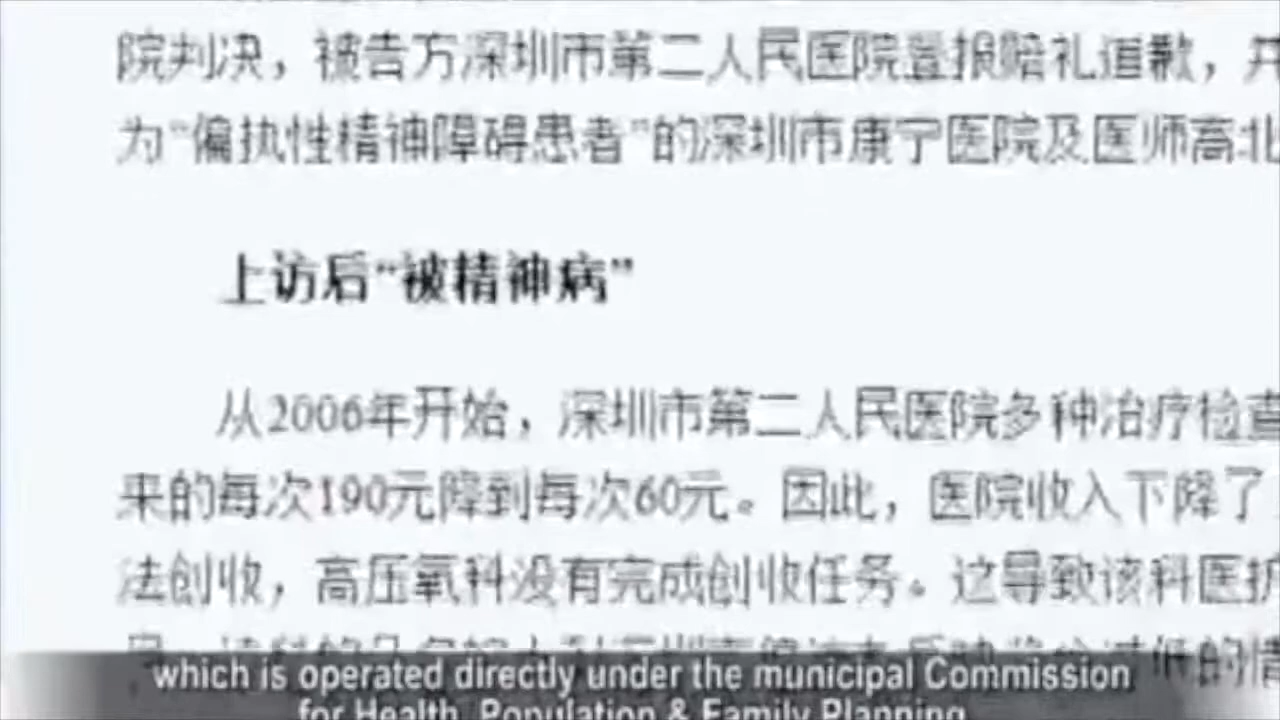 院判决，被告方深圳市第二人民医院登报赔礼道歉，并
为“偏执性精神障碍患者”的深圳市康宁医院及医师高北
上访后“被精神病”
从2006年开始，深圳市第二人民医院多种治疗检查
来的每次190元降到每次60元。因此，医院收入下降了
法创收，高压氧科没有完成创收任务。这导致该科医护
which is operated directly under the municipal Commission
for Health, Population & Family Planning